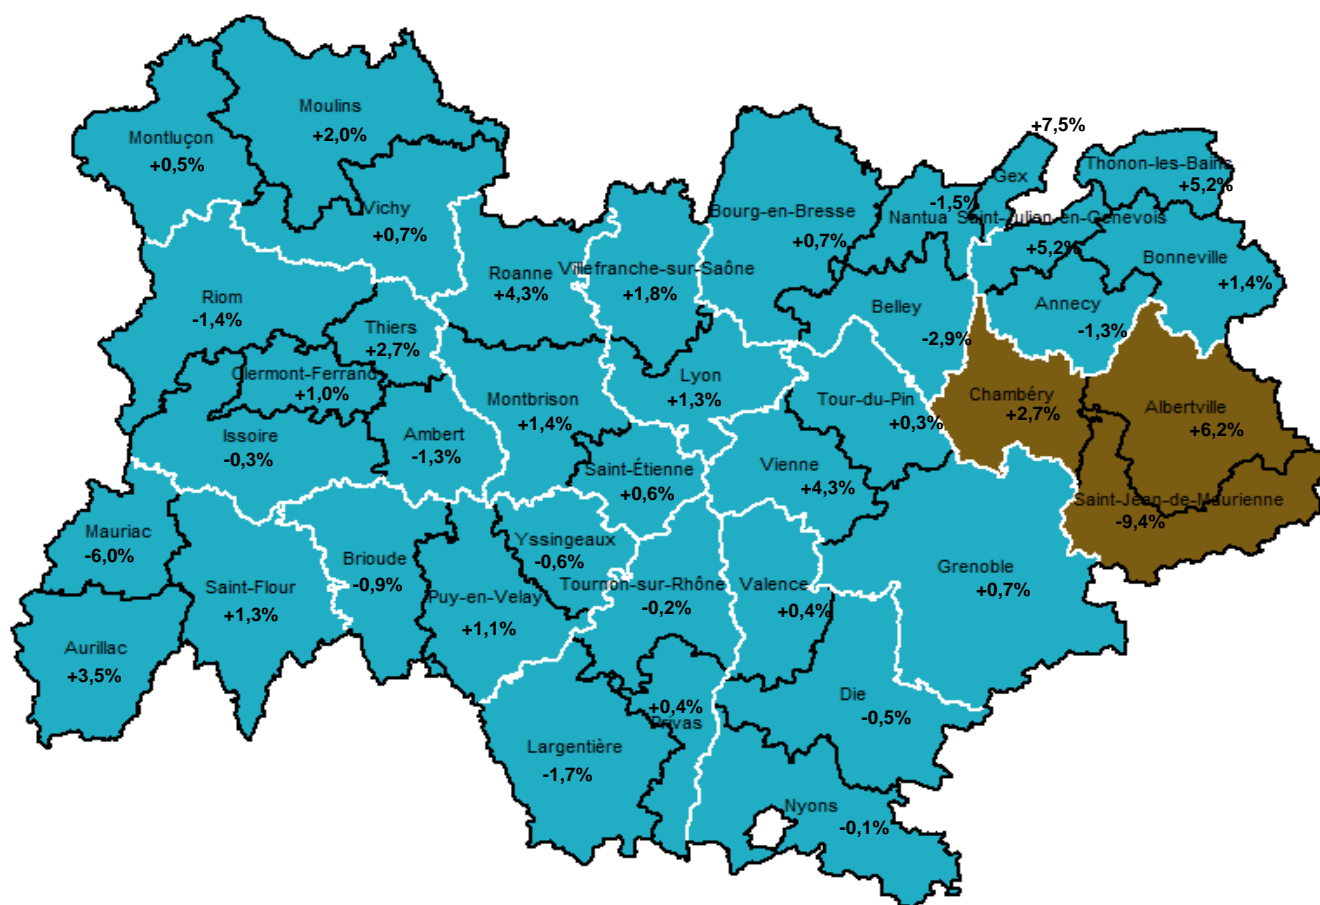 Moulins
+2,0%
Montluçon
+0,5%
+7,5%
Gex
Thonon-les-Bains
+5,2%
Vichy
+0,7%
Bourg-en-Bresse
+0,7%
-1,5%
Nantua
Saint-Julien-en-Genevois
+5,2%
Bonneville
+1,4%
Roanne
+4,3%
Villefranche-sur-Saône
+1,8%
Riom
-1,4%
Belley
-2,9%
Annecy
-1,3%
Thiers
+2,7%
Clermont-Ferrand
+1,0%
Lyon
+1,3%
Montbrison
+1,4%
Tour-du-Pin
+0,3%
Chambéry
+2,7%
Albertville
+6,2%
Issoire
-0,3%
Ambert
-1,3%
Saint-Étienne
+0,6%
Vienne
+4,3%
Saint-Jean-de-Maurienne
-9,4%
Mauriac
-6,0%
Saint-Flour
+1,3%
Brioude
-0,9%
Yssingeaux
-0,6%
Puy-en-Velay
+1,1%
Tournon-sur-Rhône
-0,2%
Valence
+0,4%
Grenoble
+0,7%
Aurillac
+3,5%
+0,4%
Privas
Die
-0,5%
Largentière
-1,7%
Nyons
-0,1%